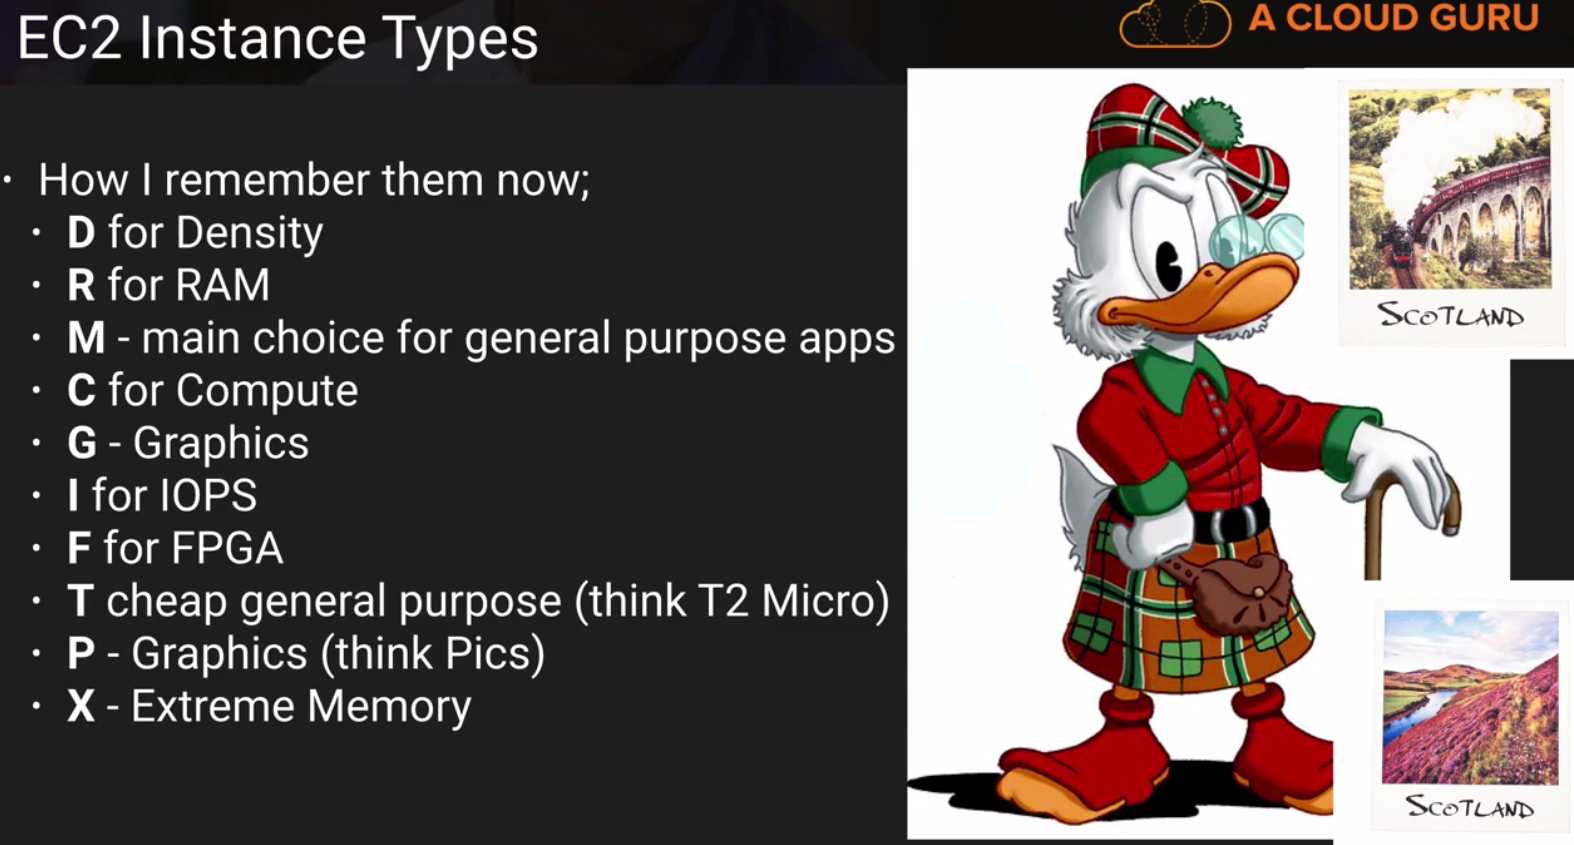 EC2 Instance Types
A CLOUD GURU
· How I remember them now;
· D for Density
· R for RAM
· M - main choice for general purpose apps
· C for Compute
· G - Graphics
· I for IOPS
· F for FPGA
· T cheap general purpose (think T2 Micro)
· P - Graphics (think Pics)
· X - Extreme Memory
SCOTLAND
SCOTLAND